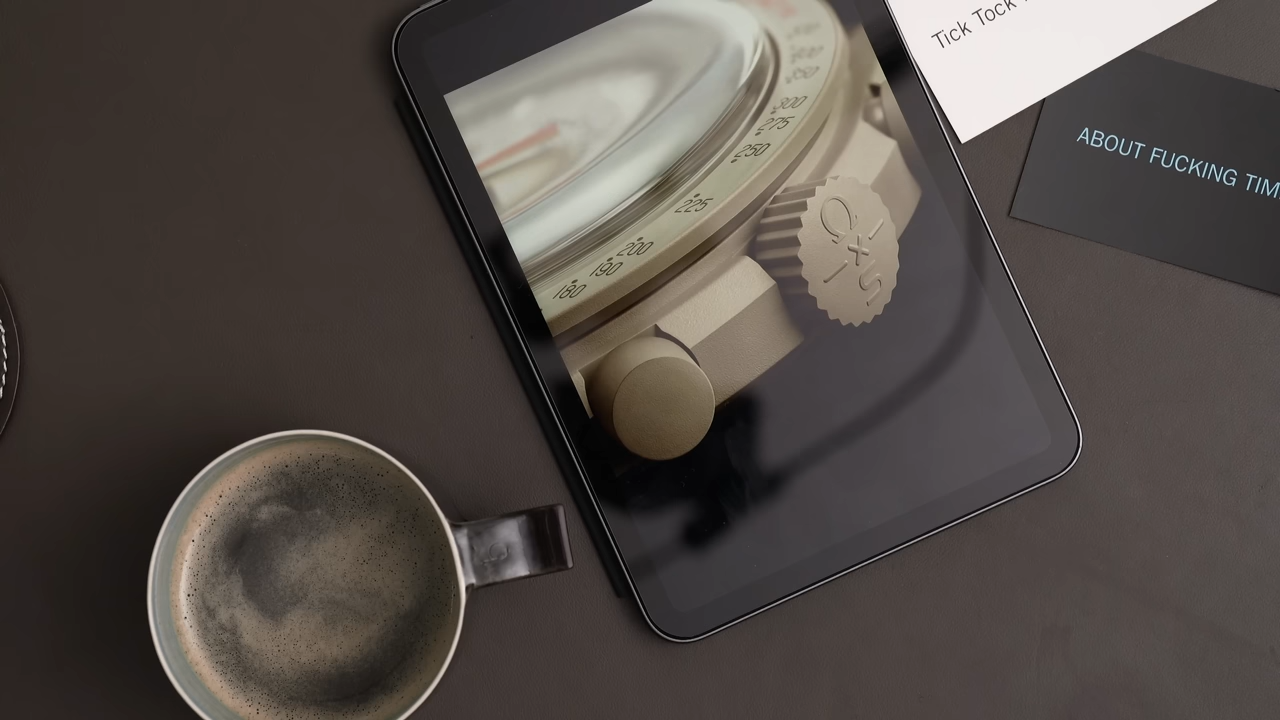 Tick Tock
ABOUT FUCKING TIM
300
275
250
225
200
190
180
Ω×S